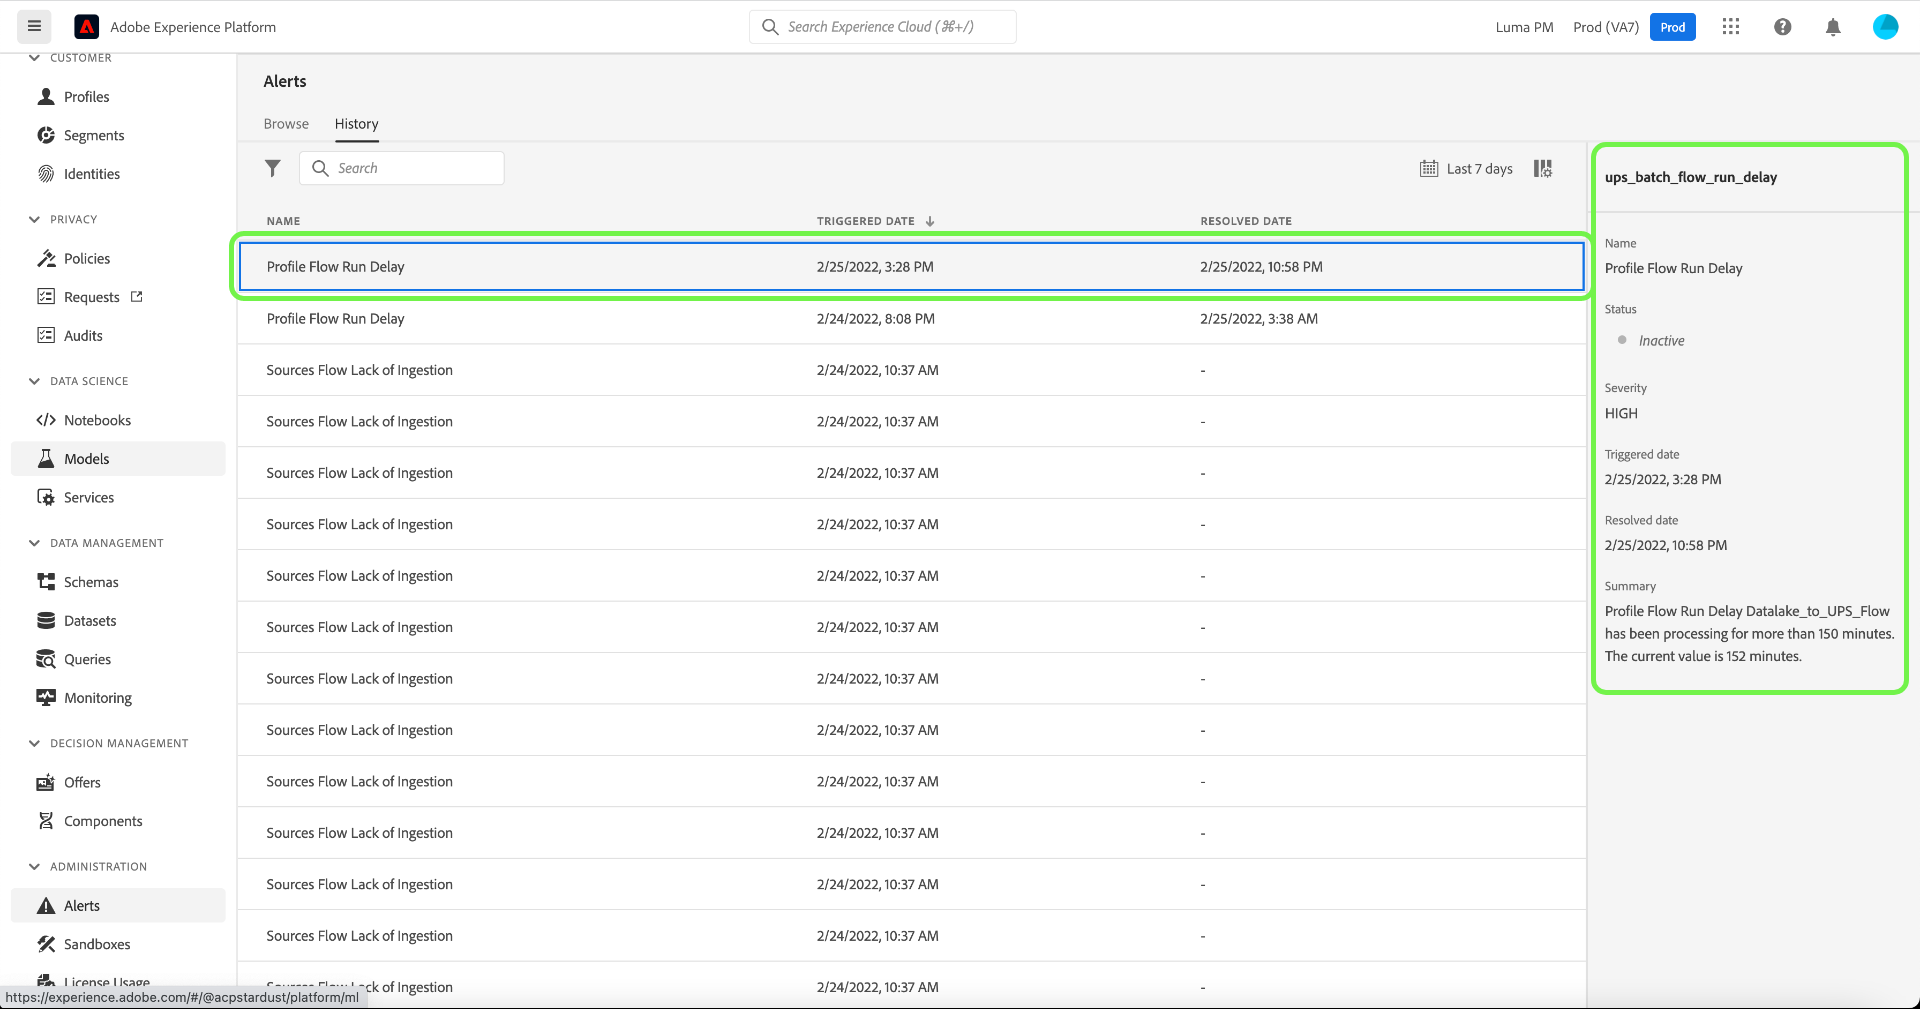 Adobe Experience Platform
Search Experience Cloud (⌘+/)
Luma PM
Prod (VA7)
Prod
CUSTOMER
Profiles
Segments
Identities
PRIVACY
Policies
Requests
Audits
DATA SCIENCE
Notebooks
Models
Services
DATA MANAGEMENT
Schemas
Datasets
Queries
Monitoring
DECISION MANAGEMENT
Offers
Components
ADMINISTRATION
Alerts
Sandboxes
License Usage
https://experience.adobe.com/#/@acpstardust/platform/ml
Alerts
Browse History
Search
Last 7 days
NAME TRIGGERED DATE RESOLVED DATE
Profile Flow Run Delay 2/25/2022, 3:28 PM 2/25/2022, 10:58 PM
Profile Flow Run Delay 2/24/2022, 8:08 PM 2/25/2022, 3:38 AM
Sources Flow Lack of Ingestion 2/24/2022, 10:37 AM -
Sources Flow Lack of Ingestion 2/24/2022, 10:37 AM -
Sources Flow Lack of Ingestion 2/24/2022, 10:37 AM -
Sources Flow Lack of Ingestion 2/24/2022, 10:37 AM -
Sources Flow Lack of Ingestion 2/24/2022, 10:37 AM -
Sources Flow Lack of Ingestion 2/24/2022, 10:37 AM -
Sources Flow Lack of Ingestion 2/24/2022, 10:37 AM -
Sources Flow Lack of Ingestion 2/24/2022, 10:37 AM -
Sources Flow Lack of Ingestion 2/24/2022, 10:37 AM -
Sources Flow Lack of Ingestion 2/24/2022, 10:37 AM -
Sources Flow Lack of Ingestion 2/24/2022, 10:37 AM -
Sources Flow Lack of Ingestion 2/24/2022, 10:37 AM -
Sources Flow Lack of Ingestion 2/24/2022, 10:37 AM -
ups_batch_flow_run_delay
Name
Profile Flow Run Delay
Status
Inactive
Severity
HIGH
Triggered date
2/25/2022, 3:28 PM
Resolved date
2/25/2022, 10:58 PM
Summary
Profile Flow Run Delay Datalake_to_UPS_Flow
has been processing for more than 150 minutes.
The current value is 152 minutes.